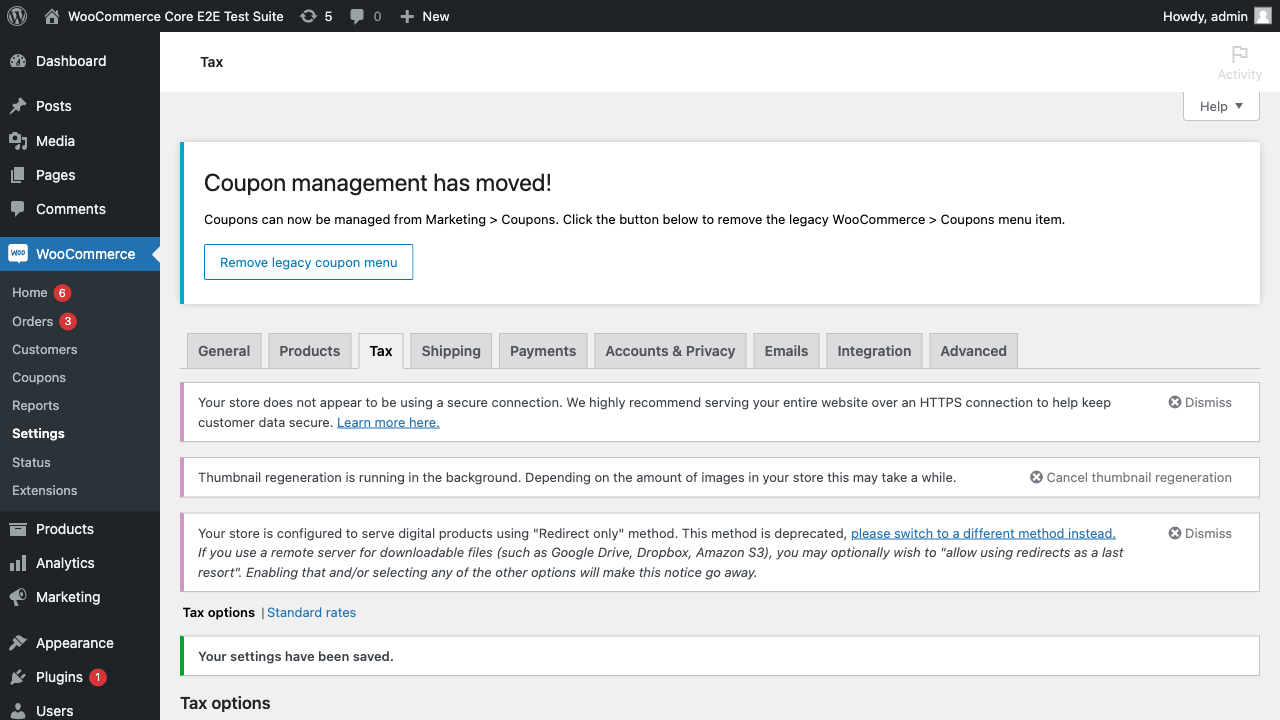 WooCommerce Core E2E Test Suite 5 0 New Howdy, admin
Dashboard
Posts
Media
Pages
Comments
WOO WooCommerce
Home 6
Orders 3
Customers
Coupons
Reports
Settings
Status
Extensions
Products
Analytics
Marketing
Appearance
Plugins 1
Users
Tax
Activity
Help
Coupon management has moved!
Coupons can now be managed from Marketing > Coupons. Click the button below to remove the legacy WooCommerce > Coupons menu item.
Remove legacy coupon menu
General Products Tax Shipping Payments Accounts & Privacy Emails Integration Advanced
Your store does not appear to be using a secure connection. We highly recommend serving your entire website over an HTTPS connection to help keep
customer data secure. Learn more here.
Dismiss
Thumbnail regeneration is running in the background. Depending on the amount of images in your store this may take a while.
Cancel thumbnail regeneration
Your store is configured to serve digital products using "Redirect only" method. This method is deprecated, please switch to a different method instead.
If you use a remote server for downloadable files (such as Google Drive, Dropbox, Amazon S3), you may optionally wish to "allow using redirects as a last
resort". Enabling that and/or selecting any of the other options will make this notice go away.
Dismiss
Tax options | Standard rates
Your settings have been saved.
Tax options